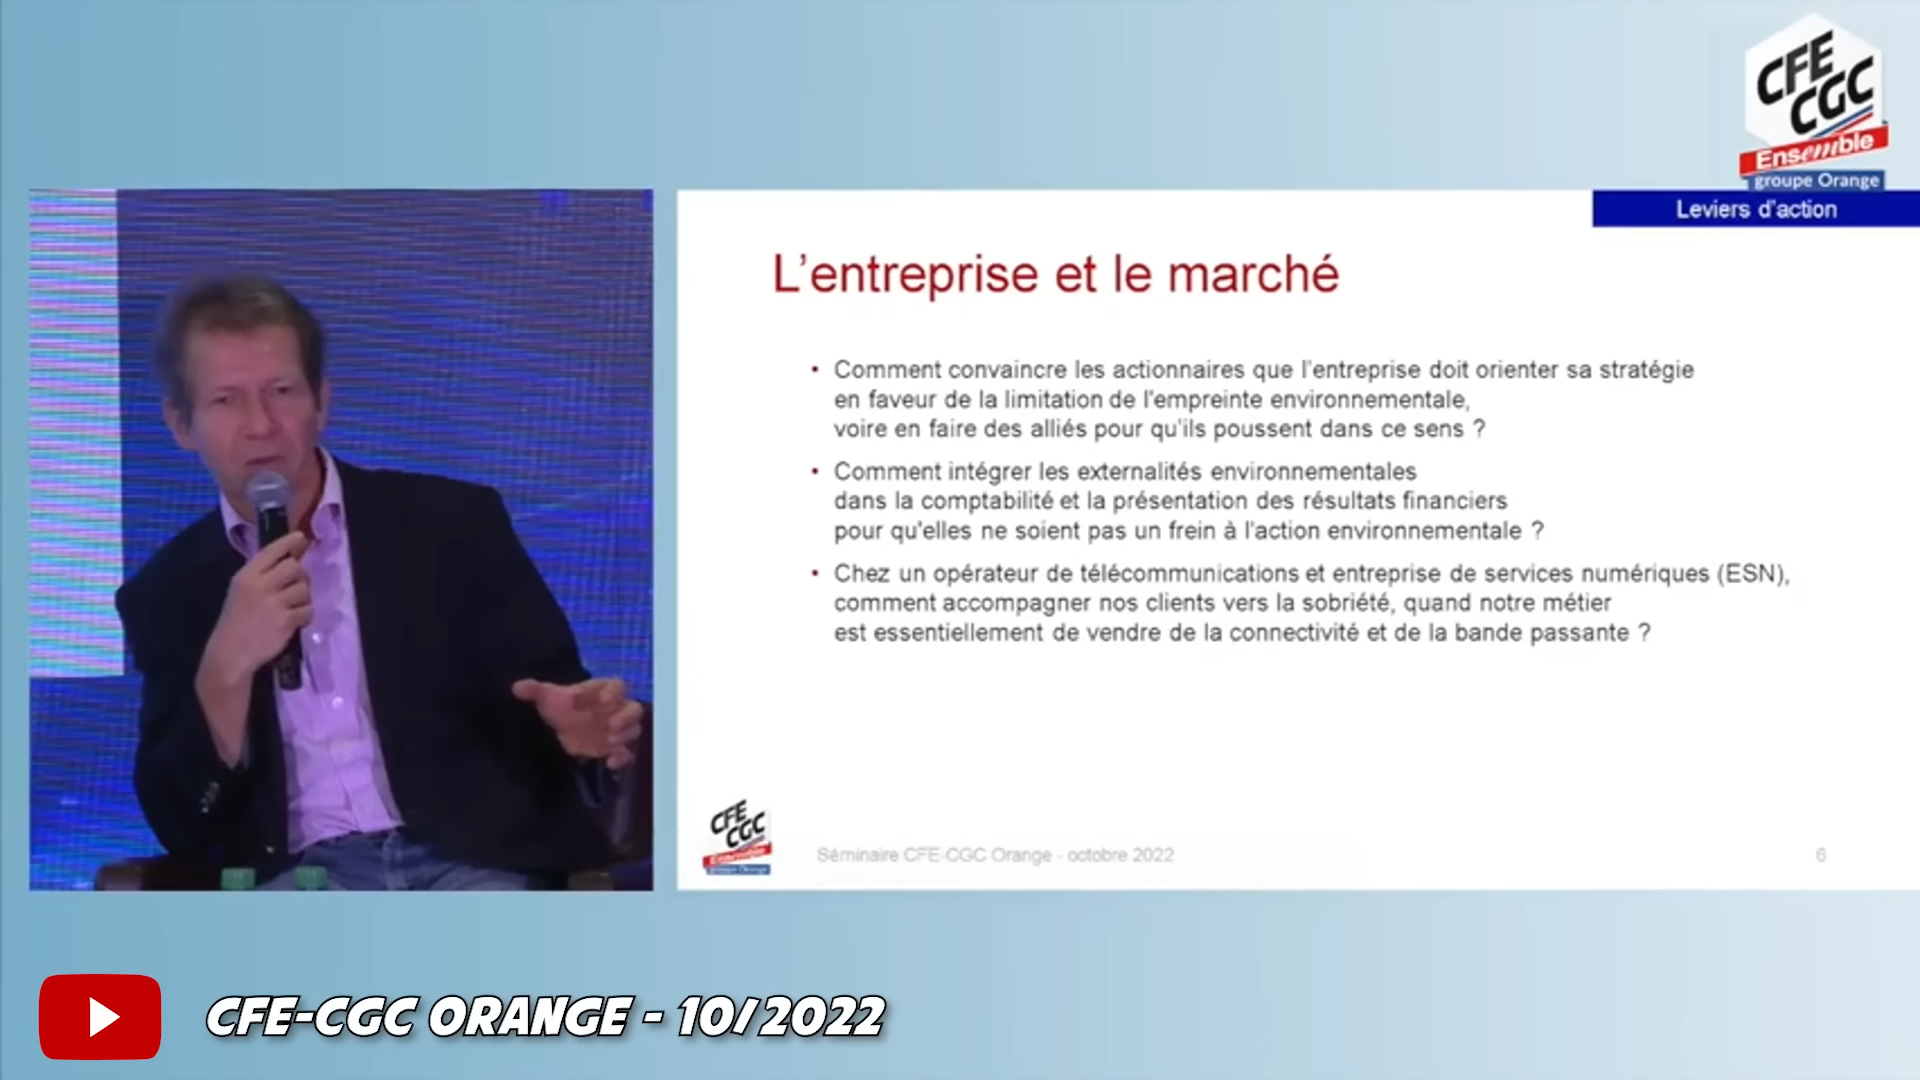 CFE
CGC
Ensemble
groupe Orange
Leviers d'action
L'entreprise et le marché
• Comment convaincre les actionnaires que l'entreprise doit orienter sa stratégie
en faveur de la limitation de l'empreinte environnementale,
voire en faire des alliés pour qu'ils poussent dans ce sens ?
• Comment intégrer les externalités environnementales
dans la comptabilité et la présentation des résultats financiers
pour qu'elles ne soient pas un frein à l'action environnementale ?
• Chez un opérateur de télécommunications et entreprise de services numériques (ESN),
comment accompagner nos clients vers la sobriété, quand notre métier
est essentiellement de vendre de la connectivité et de la bande passante ?
CFE
CGC
Ensemble
groupe Orange
Séminaire CFE-CGC Orange - octobre 2022
6
CFE-CGC ORANGE - 10/2022